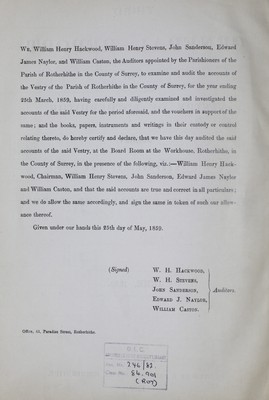 WE, William Henry Hackwood, William Henry Stevens, John Sanderson, Edward
James Naylor, and William Caston, the Auditors appointed by the Parishioners of the
Parish of Rotherhithe in the County of Surrey, to examine and audit the accounts of
the Vestry of the Parish of Rotherhithe in the County of Surrey, for the year ending
25th March, 1859, having carefully and diligently examined and investigated the
accounts of the said Vestry for the period aforesaid, and the vouchers in support of the
same; and the books, papers, instruments and writings in their custody or control
relating thereto, do hereby certify and declare, that we have this day audited the said
accounts of the said Vestry, at the Board Room at the Workhouse, Rotherhithe, in
the County of Surrey, in the presence of the following, viz.:—William Henry Hack-
wood, Chairman, William Henry Stevens, John Sanderson, Edward James Naylor
and William Caston, and that the said accounts are true and correct in all particulars;
and we do allow the same accordingly, and sign the same in token of such our allow-
ance thereof.
Given under our hands this 25th day of May, 1859.
(Signed) W. H. HACKWOOD,
W. H. STEVENS,
JOHN SANDERSON,
EDWARD J. NAYLOR,
WILLIAM CASTON.
Auditors.
Office, Paradise Street, Rotherhithe.